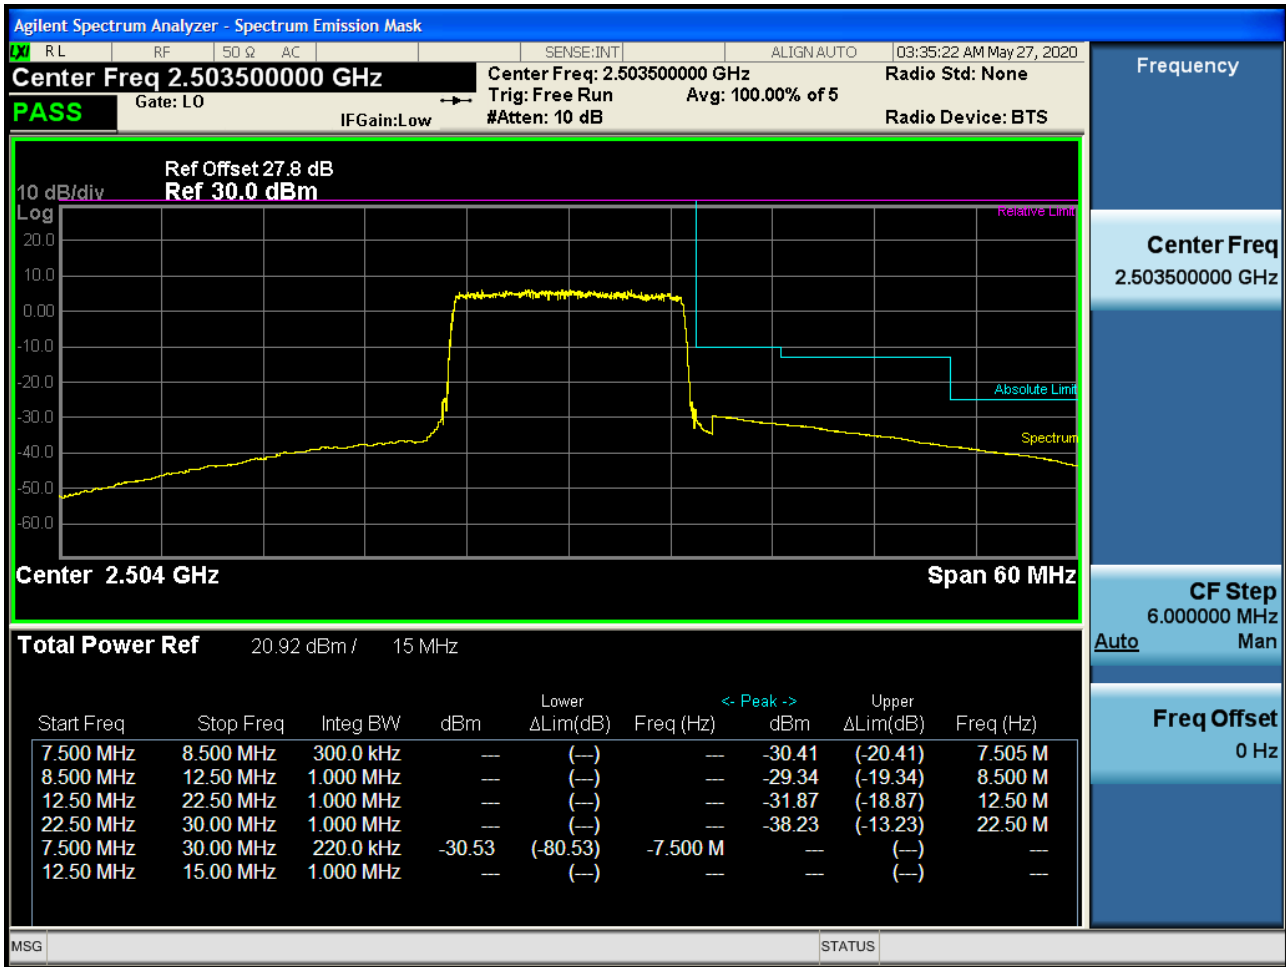 Agilent Spectrum Analyzer - Spectrum Emission Mask
LXI RL RF 50 Ω AC SENSE:INT ALIGNAUTO 03:35:22 AM May 27, 2020
Center Freq 2.503500000 GHz Center Freq: 2.503500000 GHz Radio Std: None
PASS Gate: LO Trig: Free Run Avg: 100.00% of 5
IFGain:Low #Atten: 10 dB Radio Device: BTS
Ref Offset 27.8 dB
10 dB/div Ref 30.0 dBm
Log
Relative Limit
20.0
10.0
0.00
-10.0
-20.0
Absolute Limit
-30.0
Spectrum
-40.0
-50.0
-60.0
Center 2.504 GHz Span 60 MHz
Total Power Ref 20.92 dBm / 15 MHz
Lower <- Peak -> Upper
Start Freq Stop Freq Integ BW dBm ΔLim(dB) Freq (Hz) dBm ΔLim(dB) Freq (Hz)
7.500 MHz 8.500 MHz 300.0 kHz --- (---) --- -30.41 (-20.41) 7.505 M
8.500 MHz 12.50 MHz 1.000 MHz --- (---) --- -29.34 (-19.34) 8.500 M
12.50 MHz 22.50 MHz 1.000 MHz --- (---) --- -31.87 (-18.87) 12.50 M
22.50 MHz 30.00 MHz 1.000 MHz --- (---) --- -38.23 (-13.23) 22.50 M
7.500 MHz 30.00 MHz 220.0 kHz -30.53 (-80.53) -7.500 M --- (---) ---
12.50 MHz 15.00 MHz 1.000 MHz --- (---) --- --- (---) ---
MSG STATUS
Frequency
Center Freq
2.503500000 GHz
CF Step
6.000000 MHz
Auto Man
Freq Offset
0 Hz